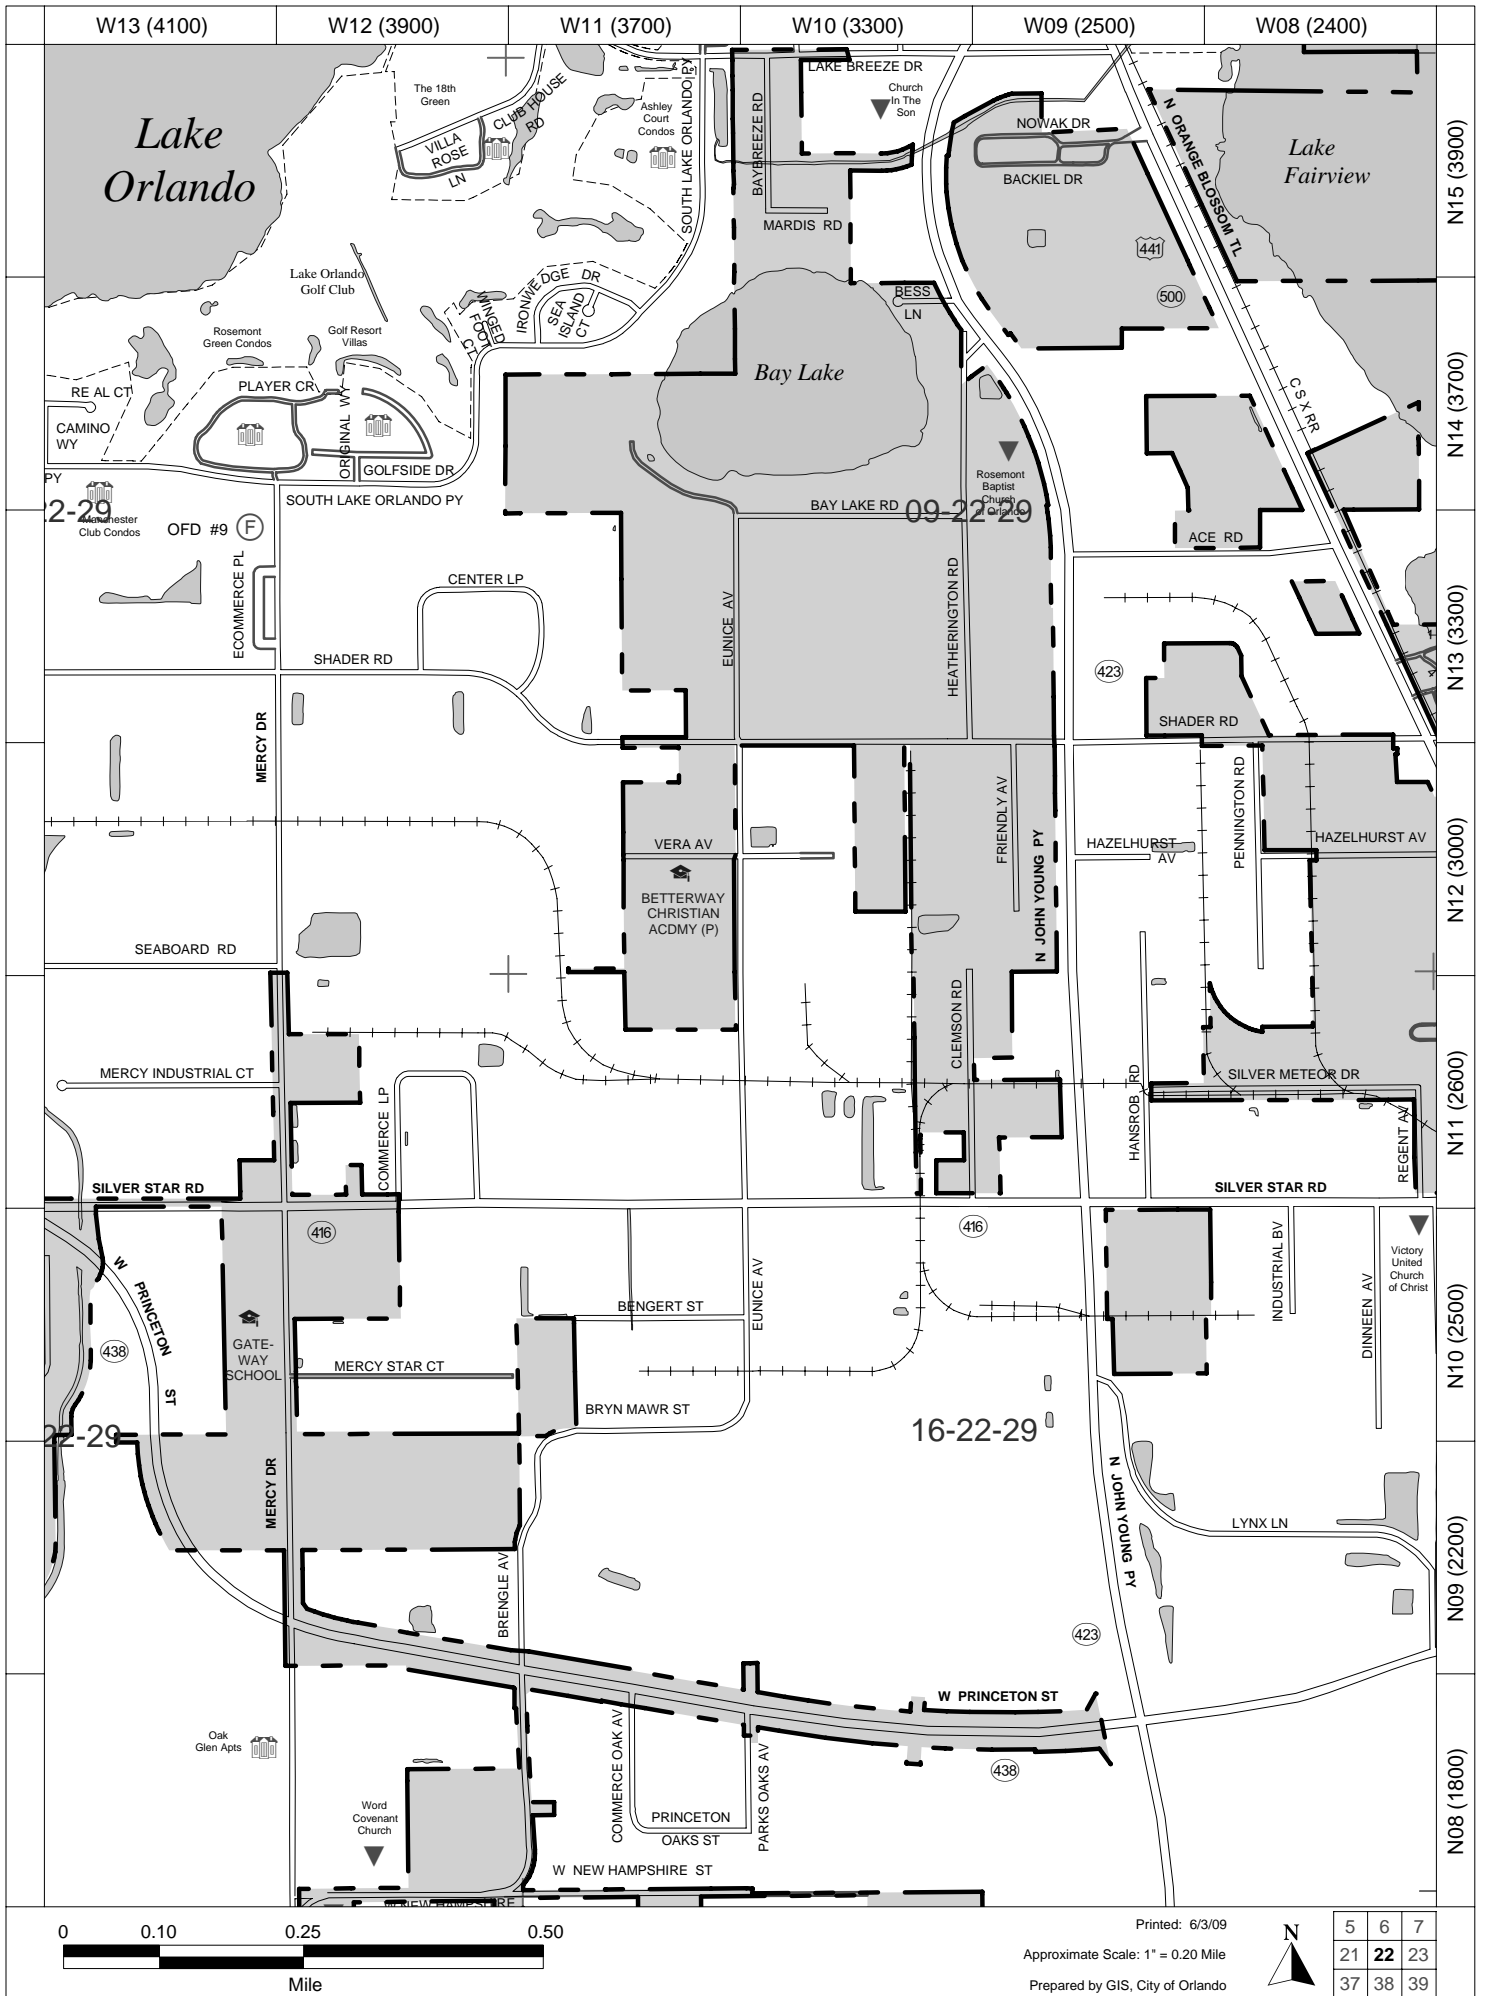 W13 (4100)
W12 (3900)
W11 (3700)
W10 (3300)
W09 (2500)
W08 (2400)
N15 (3900)
N14 (3700)
N13 (3300)
N12 (3000)
N11 (2600)
N10 (2500)
N09 (2200)
N08 (1800)
Lake
Orlando
The 18th
Green
CLUB HOUSE
RD
VILLA
ROSE
LN
Ashley
Court
Condos
SOUTH LAKE ORLANDO PY
BAYBREEZE RD
LAKE BREEZE DR
Church
In The
Son
MARDIS RD
NOWAK DR
BACKIEL DR
N ORANGE BLOSSOM TL
Lake
Fairview
441
500
Lake Orlando
Golf Club
IRONWEDGE DR
SEA
ISLAND
CT
WINGED
FOOT
CT
BESS
LN
Rosemont
Green Condos
Golf Resort
Villas
Bay Lake
RE AL CT
CAMINO
WY
PLAYER CR
ORIGINAL WY
GOLFSIDE DR
C S X RR
PY
SOUTH LAKE ORLANDO PY
Rosemont
Baptist
Church
of Orlando
BAY LAKE RD
09-22-29
22-29
Manchester
Club Condos
OFD #9
F
ACE RD
ECOMMERCE PL
CENTER LP
EUNICE AV
HEATHERINGTON RD
SHADER RD
423
SHADER RD
MERCY DR
VERA AV
BETTERWAY
CHRISTIAN
ACDMY (P)
FRIENDLY AV
N JOHN YOUNG PY
HAZELHURST
AV
PENNINGTON RD
HAZELHURST AV
SEABOARD RD
CLEMSON RD
MERCY INDUSTRIAL CT
COMMERCE LP
HANSROB RD
SILVER METEOR DR
REGENT AV
SILVER STAR RD
SILVER STAR RD
416
416
W PRINCETON ST
438
GATE-
WAY
SCHOOL
BENGERT ST
EUNICE AV
INDUSTRIAL BV
DINNEEN AV
Victory
United
Church
of Christ
MERCY STAR CT
BRYN MAWR ST
16-22-29
22-29
MERCY DR
N JOHN YOUNG PY
LYNX LN
BRENGLE AV
423
W PRINCETON ST
Oak
Glen Apts
438
COMMERCE OAK AV
PARKS OAKS AV
PRINCETON
OAKS ST
Word
Covenant
Church
W NEW HAMPSHIRE ST
W NEW HAMPSHIRE
0
0.10
0.25
0.50
Mile
Printed: 6/3/09
Approximate Scale: 1" = 0.20 Mile
Prepared by GIS, City of Orlando
N
5 6 7
21 22 23
37 38 39